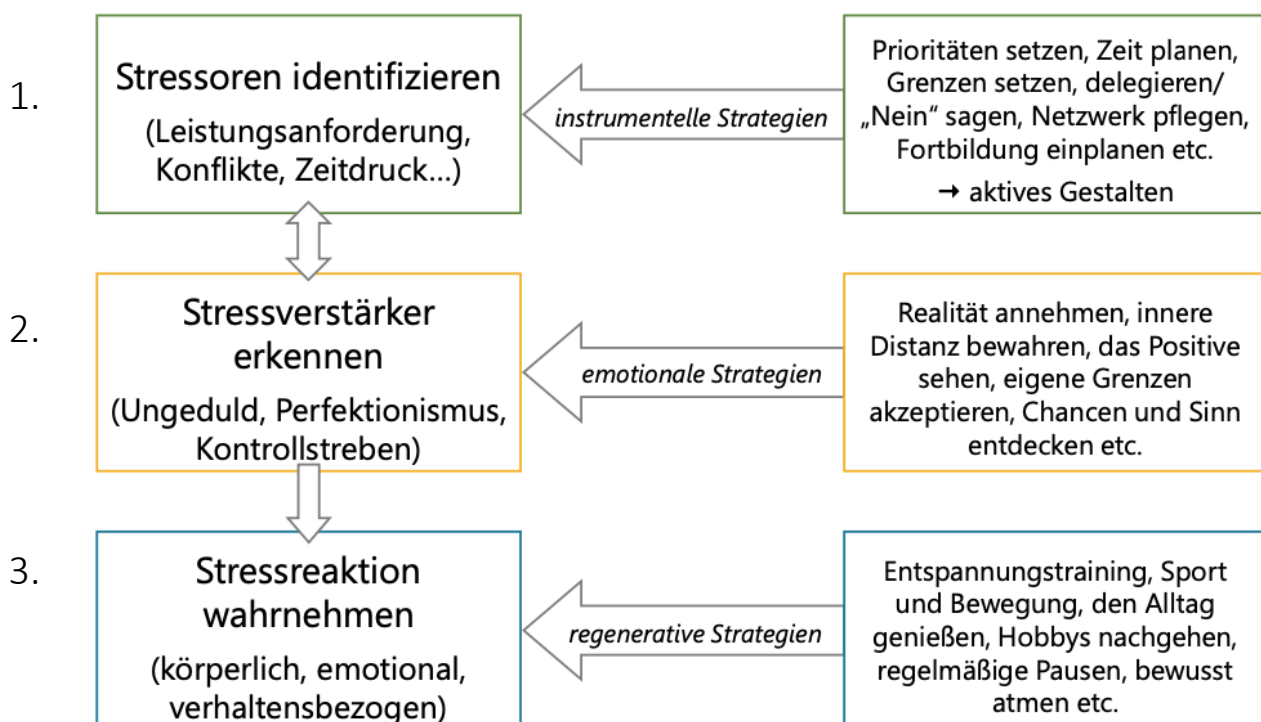 1.
Stressoren identifizieren
(Leistungsanforderung,
Konflikte, Zeitdruck...)
instrumentelle Strategien
Prioritäten setzen, Zeit planen,
Grenzen setzen, delegieren/
„Nein“ sagen, Netzwerk pflegen,
Fortbildung einplanen etc.
→ aktives Gestalten
2.
Stressverstärker
erkennen
(Ungeduld, Perfektionismus,
Kontrollstreben)
emotionale Strategien
Realität annehmen, innere
Distanz bewahren, das Positive
sehen, eigene Grenzen
akzeptieren, Chancen und Sinn
entdecken etc.
3.
Stressreaktion
wahrnehmen
(körperlich, emotional,
verhaltensbezogen)
regenerative Strategien
Entspannungstraining, Sport
und Bewegung, den Alltag
genießen, Hobbys nachgehen,
regelmäßige Pausen, bewusst
atmen etc.